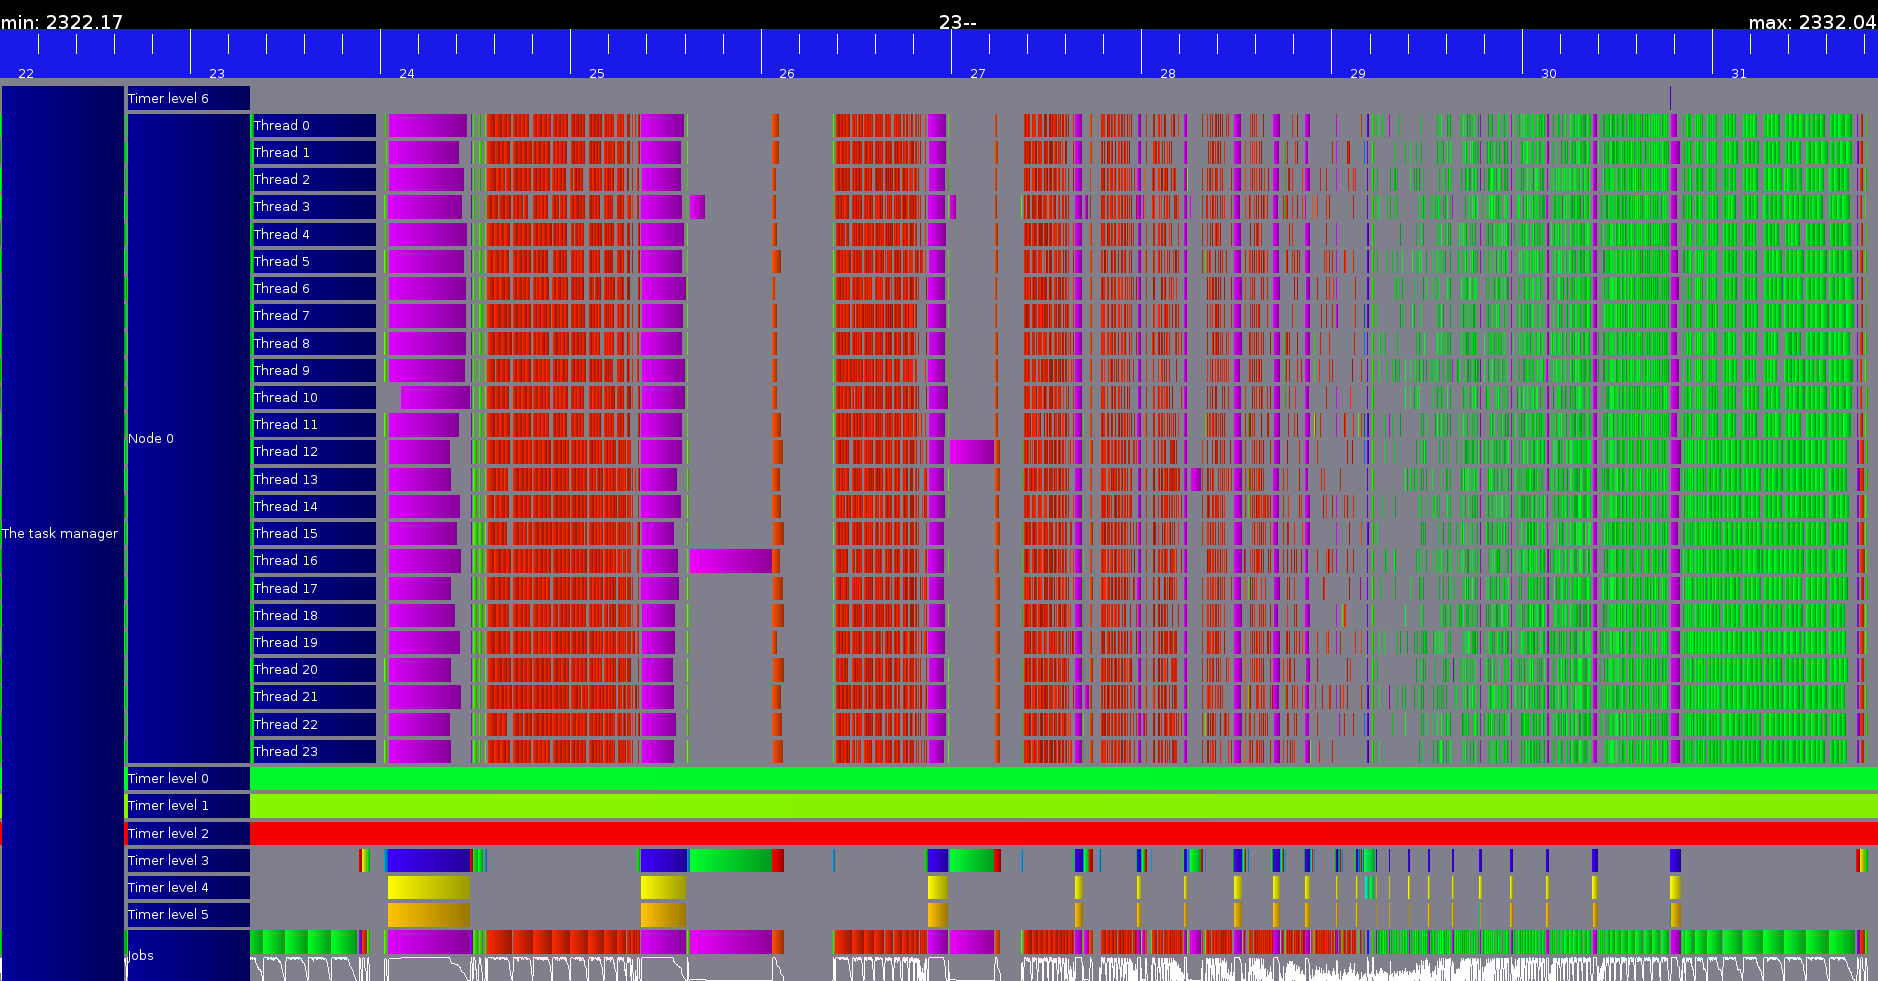 min: 2322.17
23--
max: 2332.04
22
23
24
25
26
27
28
29
30
31
Timer level 6
Thread 0
Thread 1
Thread 2
Thread 3
Thread 4
Thread 5
Thread 6
Thread 7
Thread 8
Thread 9
Thread 10
Thread 11
Node 0
Thread 12
Thread 13
Thread 14
Thread 15
The task manager
Thread 16
Thread 17
Thread 18
Thread 19
Thread 20
Thread 21
Thread 22
Thread 23
Timer level 0
Timer level 1
Timer level 2
Timer level 3
Timer level 4
Timer level 5
Jobs